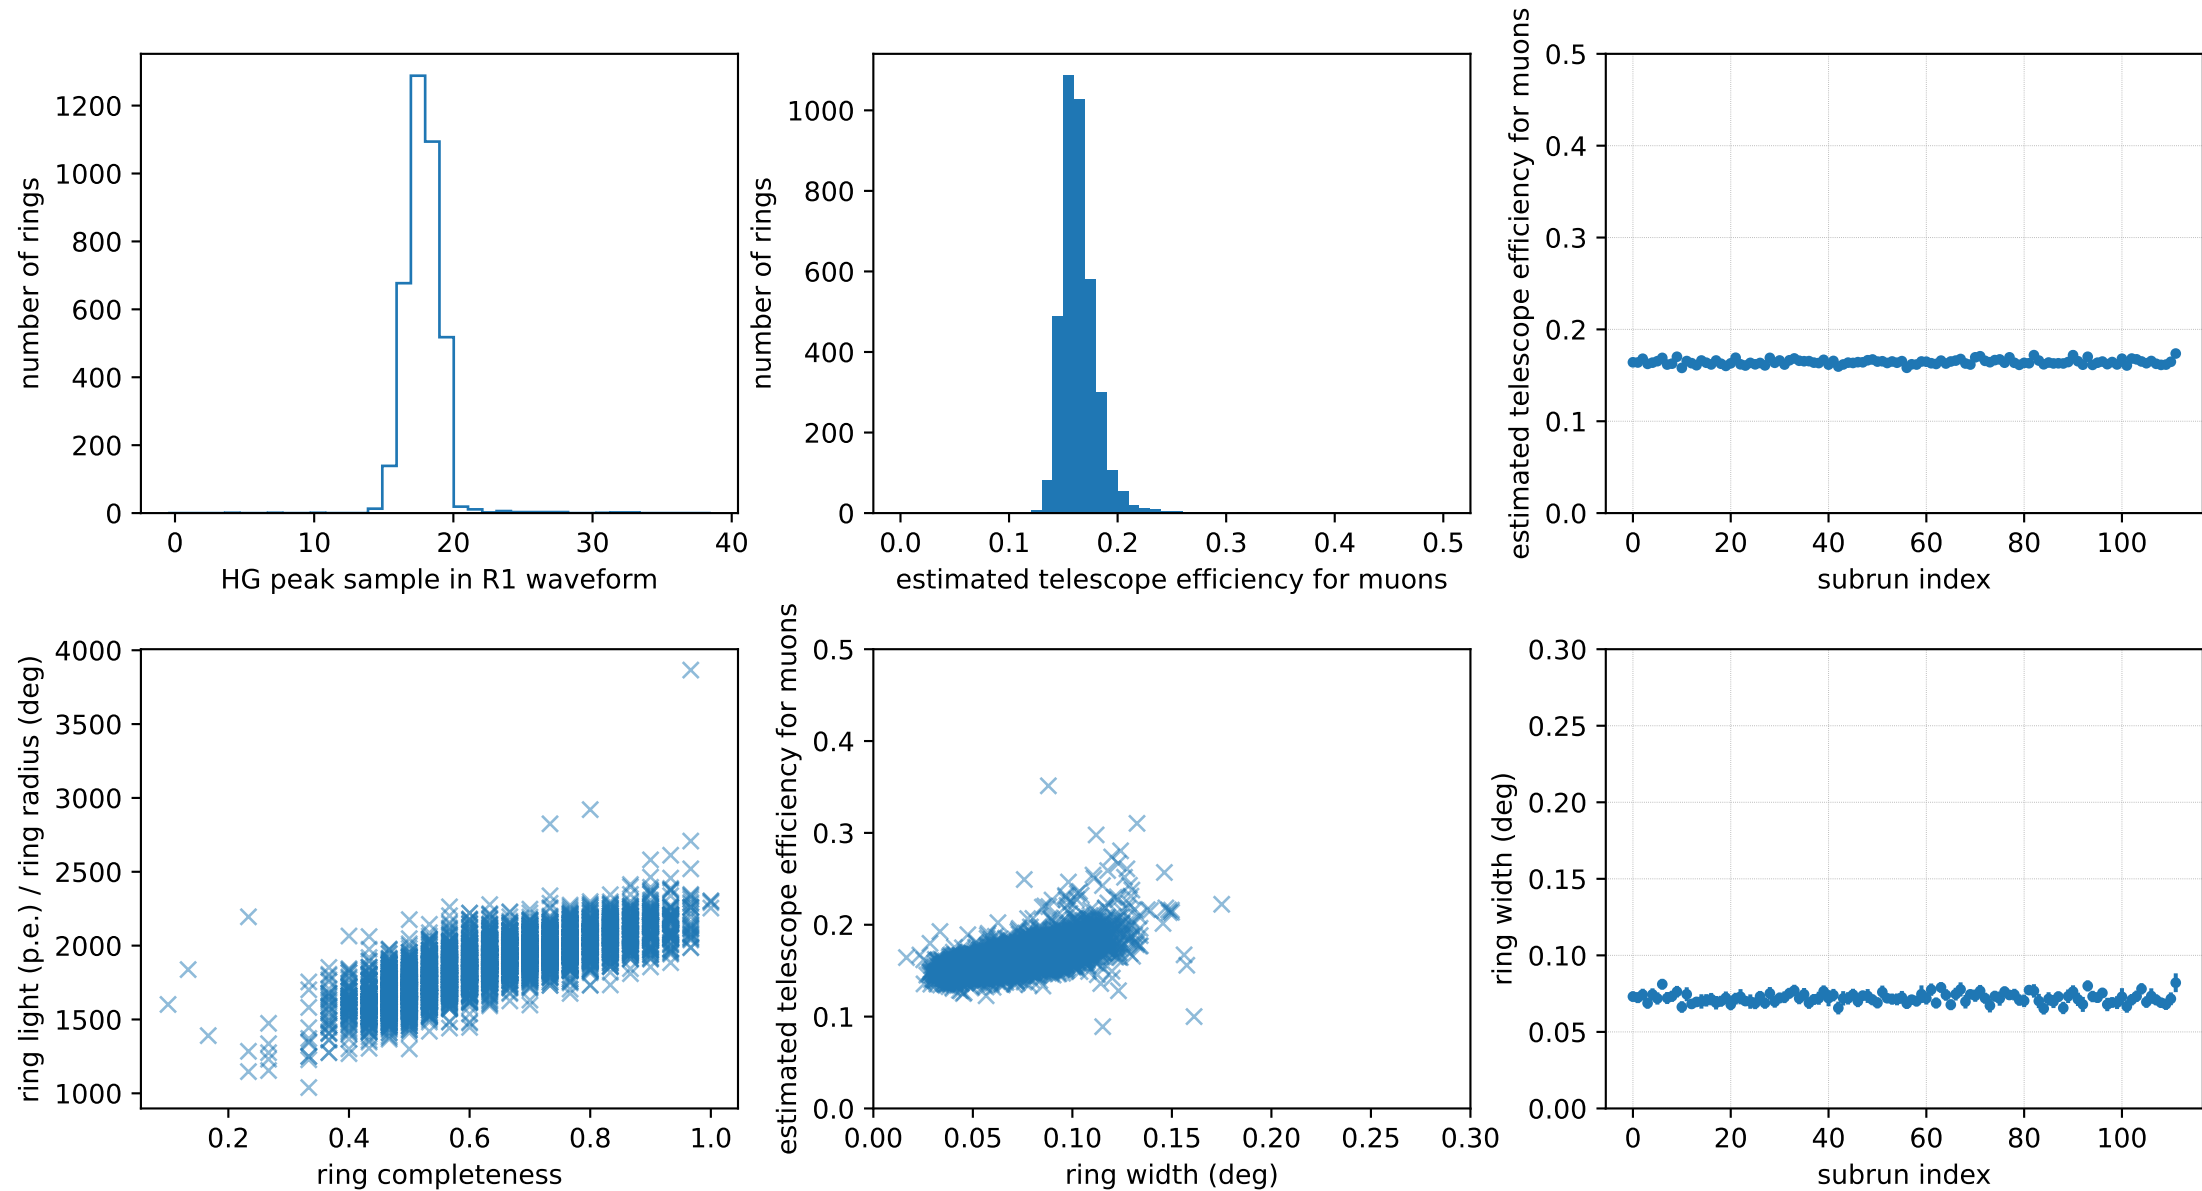 number of rings
1200
1000
800
600
400
200
0
0 10 20 30 40
HG peak sample in R1 waveform
number of rings
1000
800
600
400
200
0
0.0 0.1 0.2 0.3 0.4 0.5
estimated telescope efficiency for muons
estimated telescope efficiency for muons
0.5
0.4
0.3
0.2
0.1
0.0
0 20 40 60 80 100
subrun index
ring light (p.e.) / ring radius (deg)
4000
3500
3000
2500
2000
1500
1000
0.2 0.4 0.6 0.8 1.0
ring completeness
estimated telescope efficiency for muons
0.5
0.4
0.3
0.2
0.1
0.0
0.00 0.05 0.10 0.15 0.20 0.25 0.30
ring width (deg)
ring width (deg)
0.30
0.25
0.20
0.15
0.10
0.05
0.00
0 20 40 60 80 100
subrun index